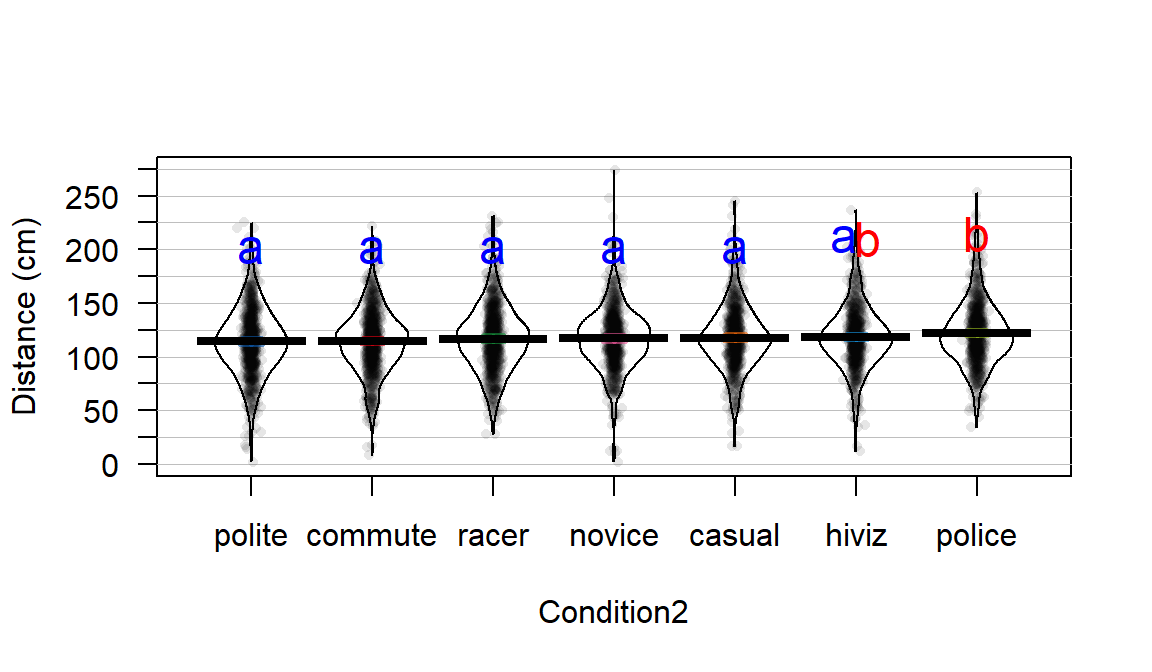 Distance (cm)
250
200
150
100
50
0
a a a a a ab b
polite commute racer novice casual hiviz police
Condition2